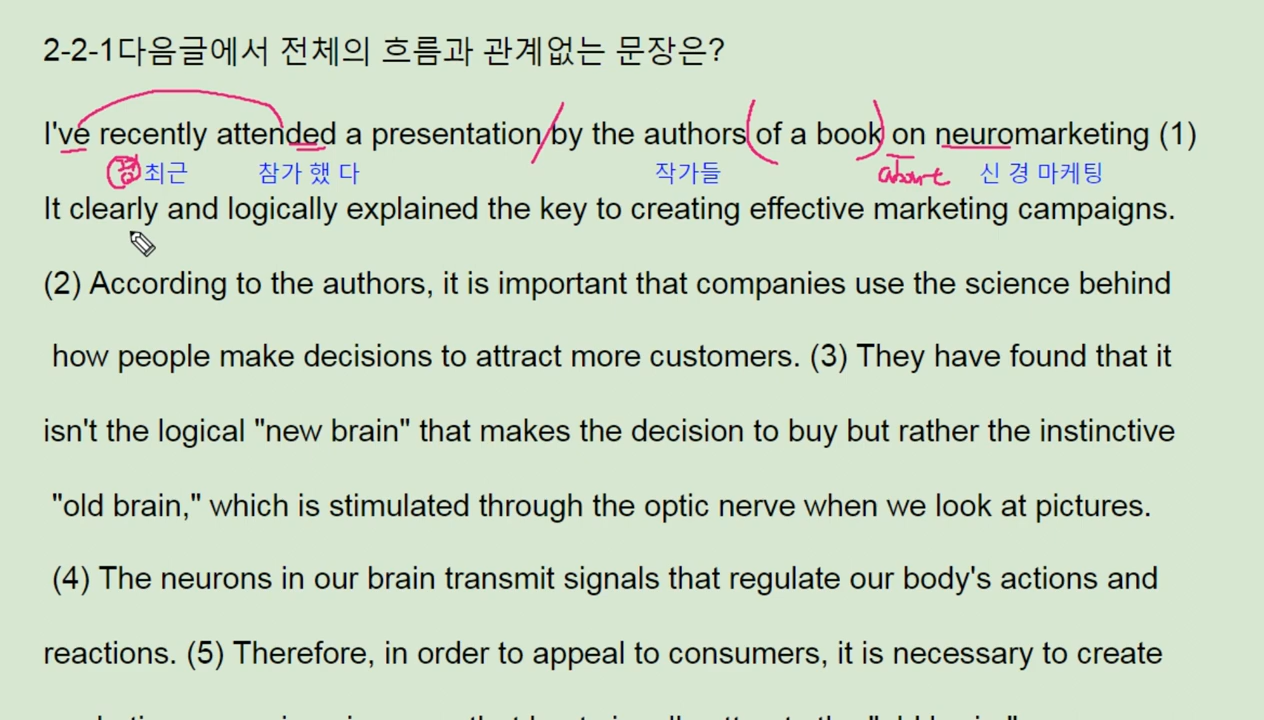 2-2-1다음글에서 전체의 흐름과 관계없는 문장은?
I've recently attended a presentation by the authors of a book on neuromarketing (1)
최근 참가 했 다 작가들 about 신 경 마케팅
It clearly and logically explained the key to creating effective marketing campaigns.
(2) According to the authors, it is important that companies use the science behind
how people make decisions to attract more customers. (3) They have found that it
isn't the logical "new brain" that makes the decision to buy but rather the instinctive
"old brain," which is stimulated through the optic nerve when we look at pictures.
(4) The neurons in our brain transmit signals that regulate our body's actions and
reactions. (5) Therefore, in order to appeal to consumers, it is necessary to create